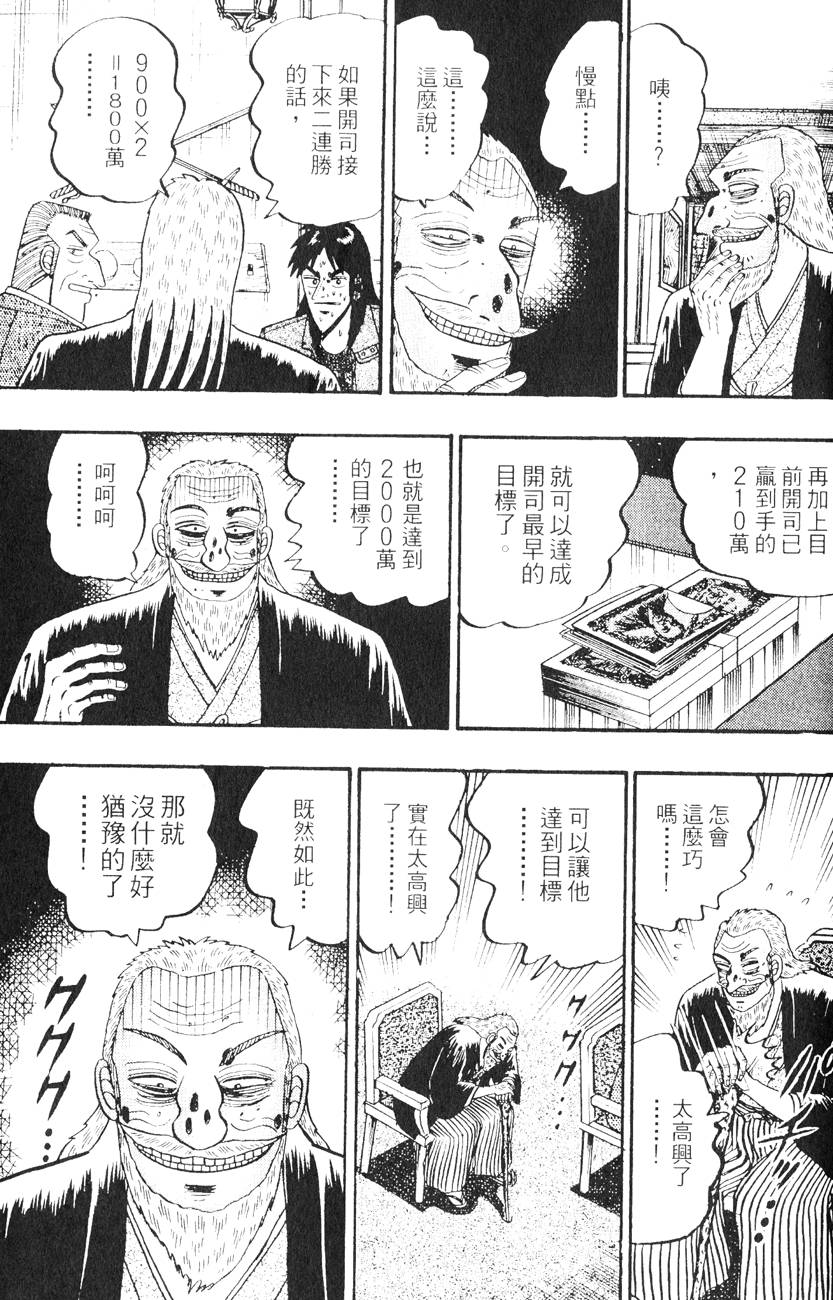 咦……？
慢點……
這………
這麼說…
如果開司接
下來二連勝
的話，
900×2
＝1800萬
………
再加上目
前開司已
贏到手的
210萬
，
就可以達成
開司最早的
目標了。
也就是達到
2000萬
的目標了
………
呵呵呵
………
怎會
這麼巧
嗎……！
太高興了
……！
可以讓他
達到目標
……！
實在太高興
了……！
既然如此…
那就
沒什麼好
猶豫的了
……！
クククク…